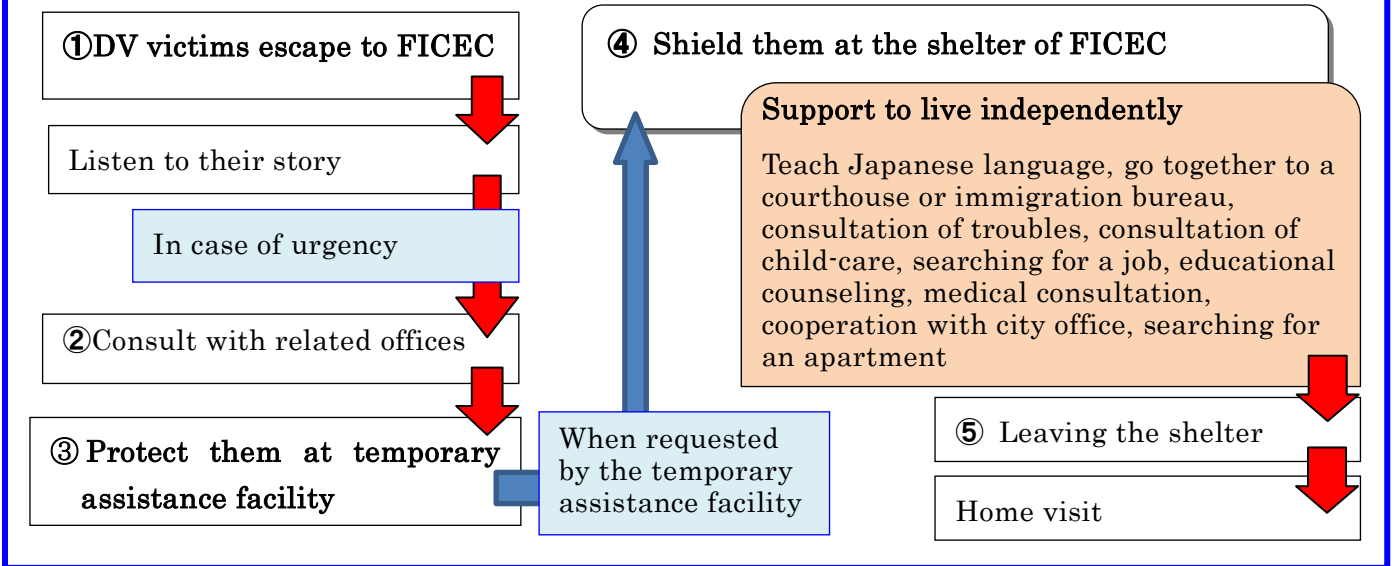 ①DV victims escape to FICEC
Listen to their story
In case of urgency
②Consult with related offices
③Protect them at temporary
assistance facility
When requested
by the temporary
assistance facility
④ Shield them at the shelter of FICEC
Support to live independently
Teach Japanese language, go together to a
courthouse or immigration bureau,
consultation of troubles, consultation of
child-care, searching for a job, educational
counseling, medical consultation,
cooperation with city office, searching for
an apartment
⑤ Leaving the shelter
Home visit